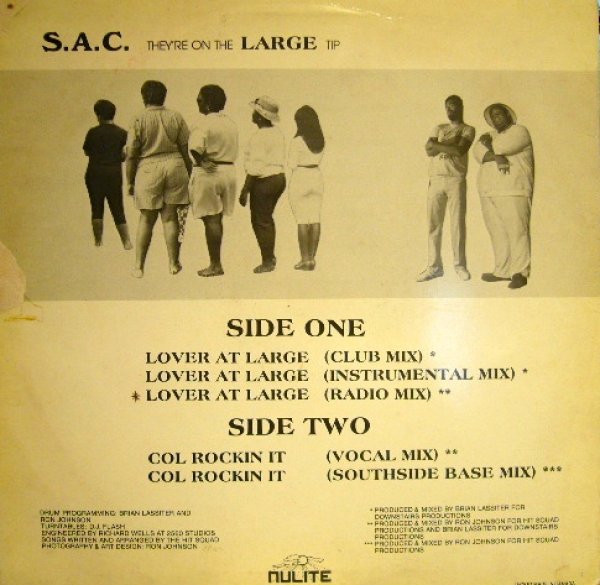 S.A.C. THEY'RE ON THE LARGE TIP
SIDE ONE
LOVER AT LARGE (CLUB MIX) *
LOVER AT LARGE (INSTRUMENTAL MIX) *
* LOVER AT LARGE (RADIO MIX) **
SIDE TWO
COL ROCKIN IT (VOCAL MIX) **
COL ROCKIN IT (SOUTHSIDE BASE MIX) ***
DRUM PROGRAMMING: BRIAN LASSITER AND
RON JOHNSON
TURNTABLES: D.J. FLASH
ENGINEERED BY RICHARD WELLS AT 2560 STUDIOS
SONGS WRITTEN AND ARRANGED BY THE HIT SQUAD
PHOTOGRAPHY & ART DESIGN: RON JOHNSON
* PRODUCED & MIXED BY BRIAN LASSITER FOR
DOWNSTAIRS PRODUCTIONS
** PRODUCED & MIXED BY RON JOHNSON FOR HIT SQUAD
PRODUCTIONS AND BRIAN LASSITER FOR DOWNSTAIRS
PRODUCTIONS
*** PRODUCED & MIXED BY RON JOHNSON FOR HIT SQUAD
PRODUCTIONS
NULITE